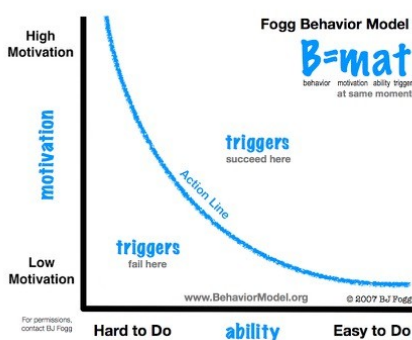 Fogg Behavior Model
B=mat
behavior motivation ability trigger
at same moment
High
Motivation
motivation
triggers
succeed here
Action Line
triggers
fail here
Low
Motivation
www.BehaviorModel.org
© 2007 BJ Fogg
For permissions,
contact BJ Fogg
Hard to Do
ability
Easy to Do